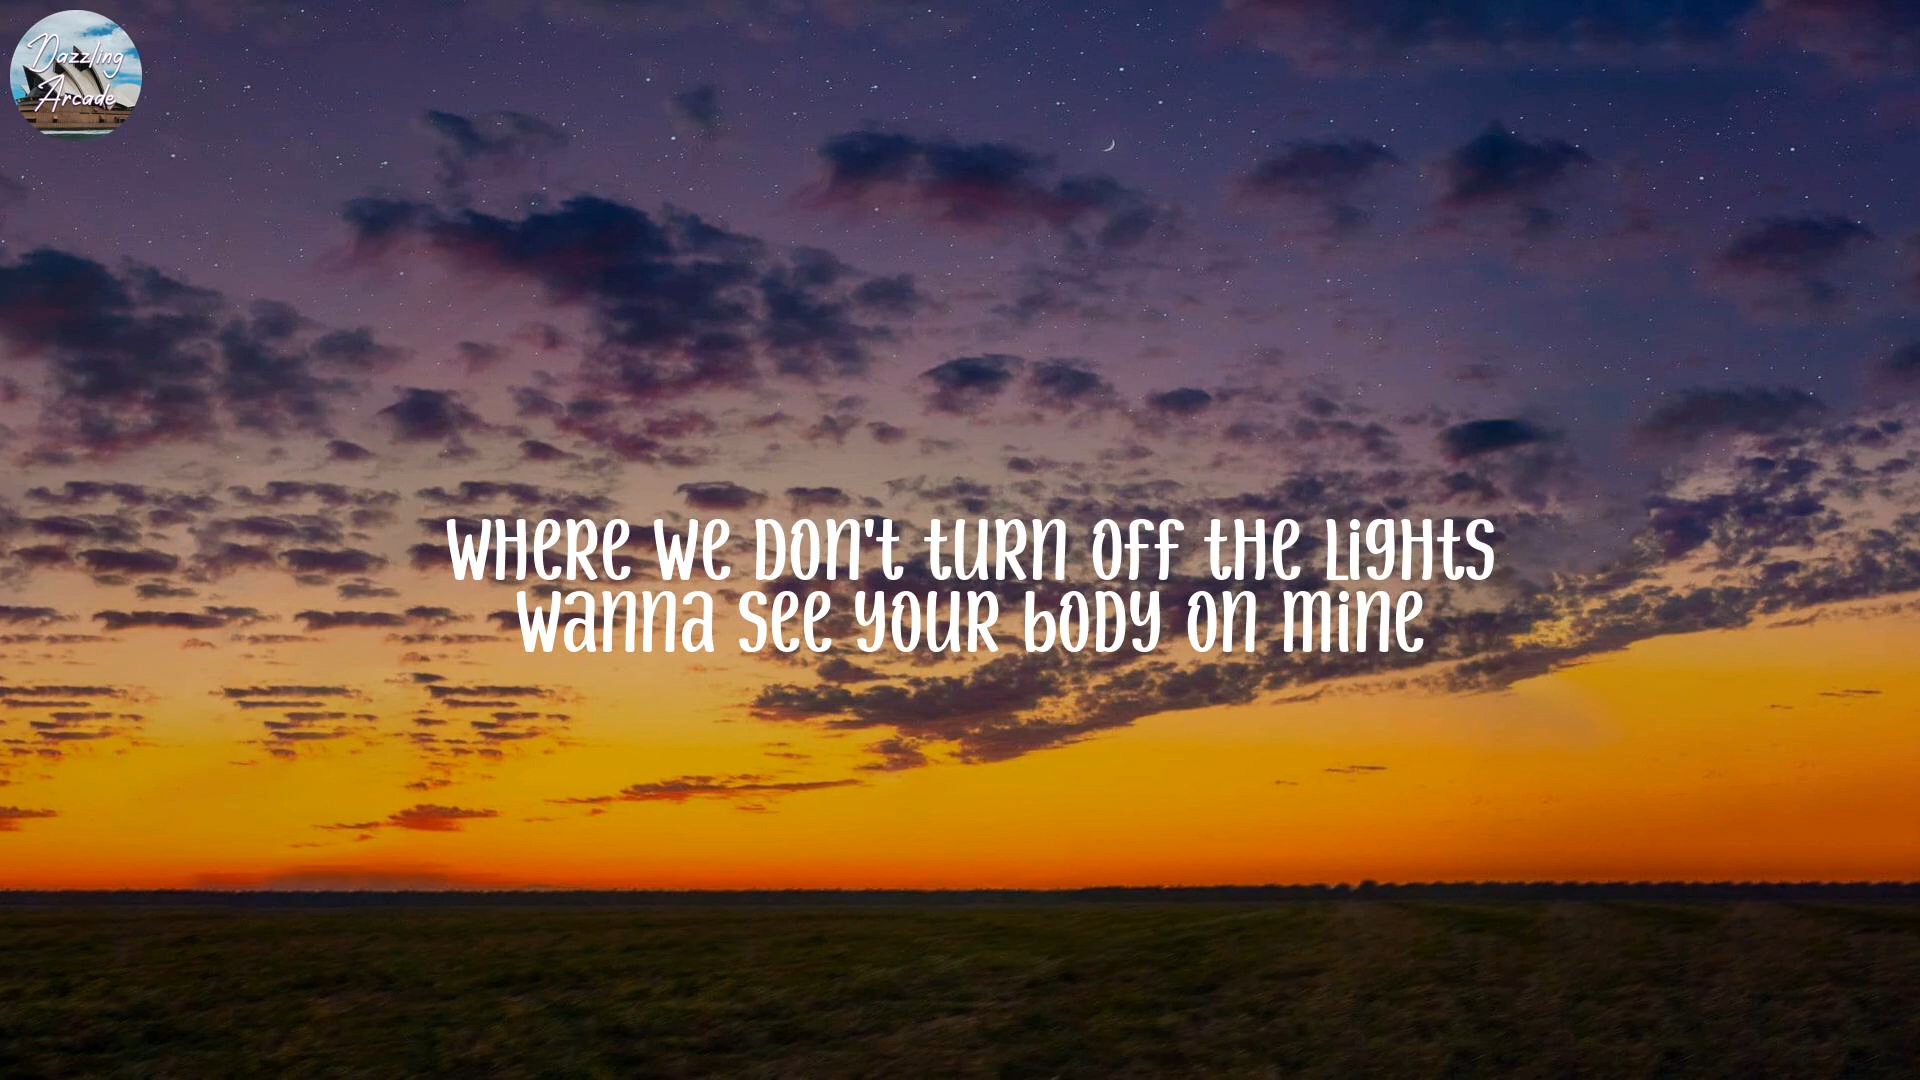 Dazzling
Arcade
WHERE WE DON'T TURN OFF THE LIGHTS
WANNA SEE YOUR BODY ON MINE